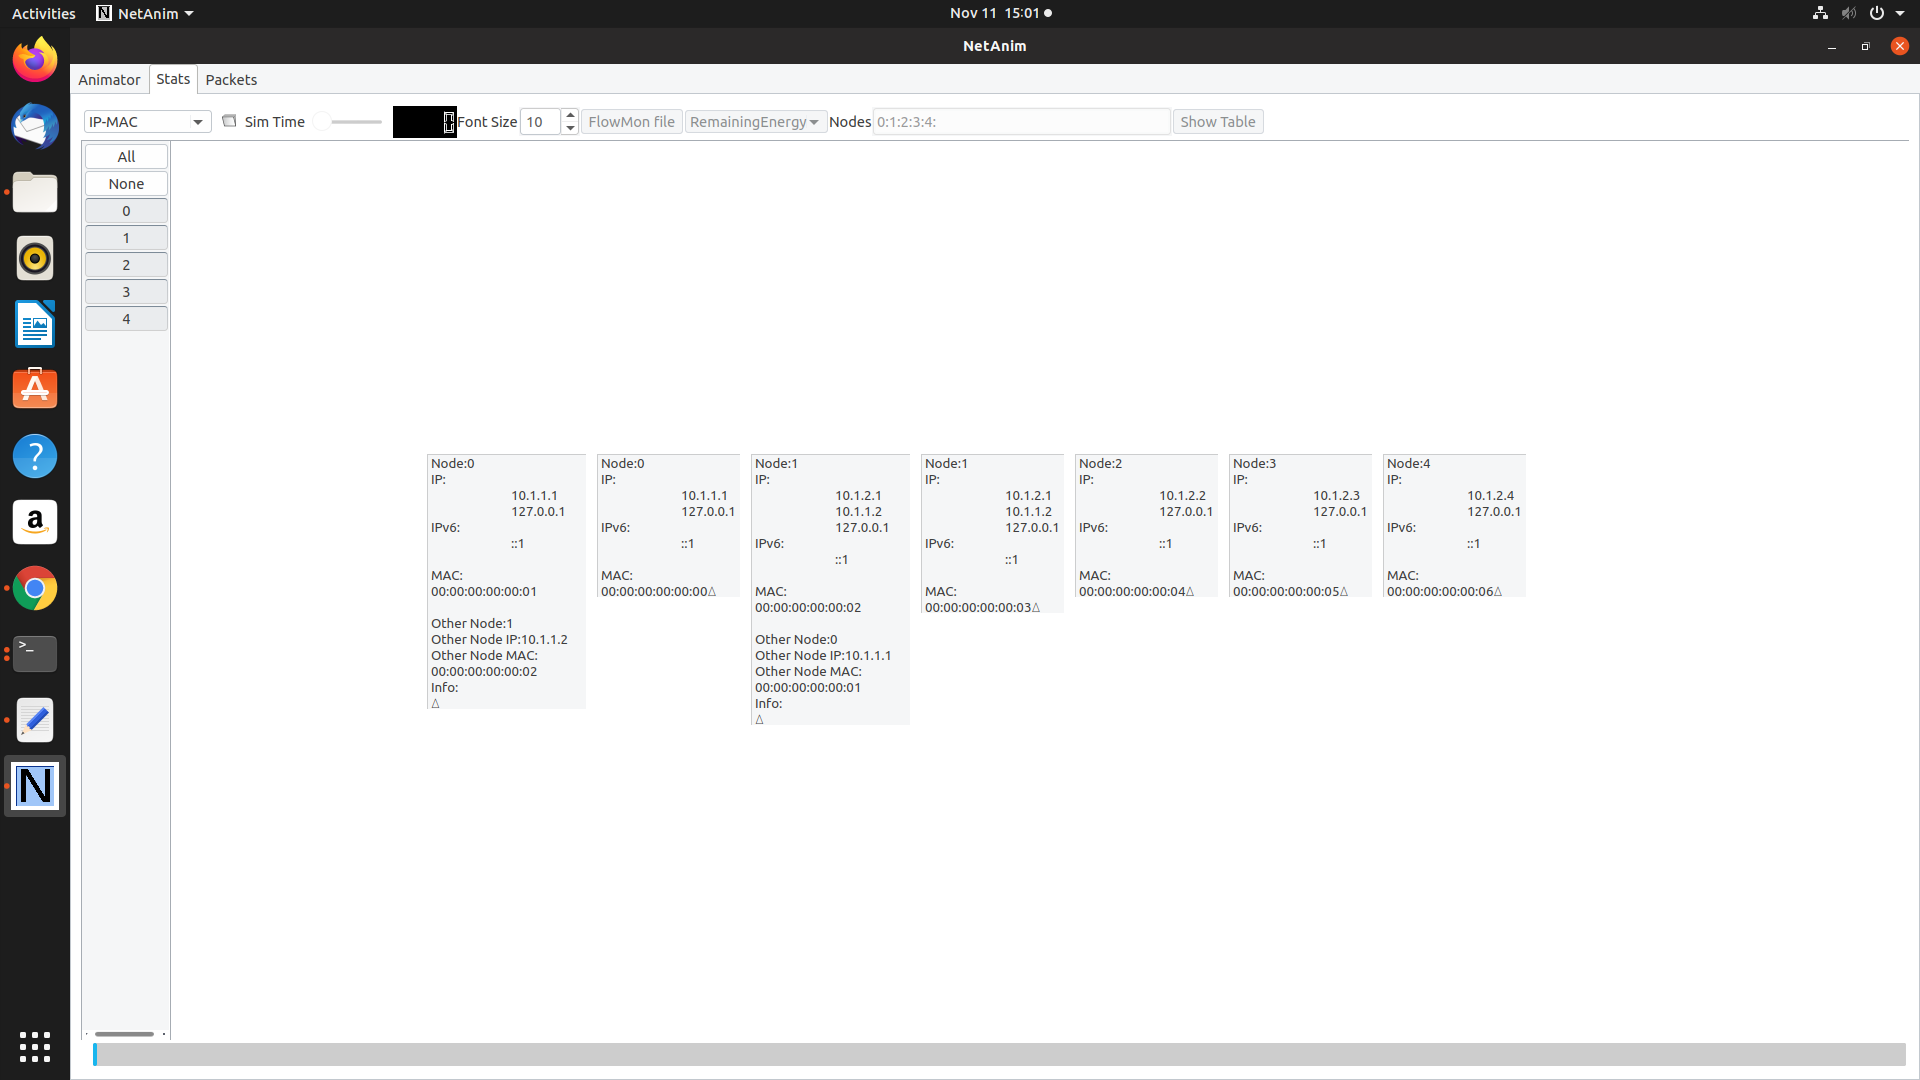 Activities NetAnim Nov 11 15:01
NetAnim
Animator Stats Packets
IP-MAC Sim Time 0 Font Size 10 FlowMon file RemainingEnergy Nodes 0:1:2:3:4: Show Table
All
None
0
1
2
3
4
Node:0
IP:
10.1.1.1
127.0.0.1
IPv6:
::1
MAC:
00:00:00:00:00:01
Other Node:1
Other Node IP:10.1.1.2
Other Node MAC:
00:00:00:00:00:02
Info:
Node:0
IP:
10.1.1.1
127.0.0.1
IPv6:
::1
MAC:
00:00:00:00:00:00
Node:1
IP:
10.1.2.1
10.1.1.2
127.0.0.1
IPv6:
::1
MAC:
00:00:00:00:00:02
Other Node:0
Other Node IP:10.1.1.1
Other Node MAC:
00:00:00:00:00:01
Info:
Node:1
IP:
10.1.2.1
10.1.1.2
127.0.0.1
IPv6:
::1
MAC:
00:00:00:00:00:03
Node:2
IP:
10.1.2.2
127.0.0.1
IPv6:
::1
MAC:
00:00:00:00:00:04
Node:3
IP:
10.1.2.3
127.0.0.1
IPv6:
::1
MAC:
00:00:00:00:00:05
Node:4
IP:
10.1.2.4
127.0.0.1
IPv6:
::1
MAC:
00:00:00:00:00:06